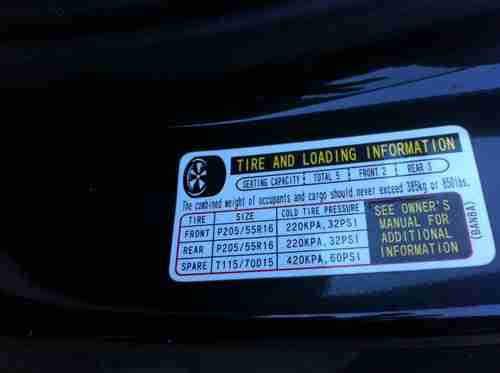 TIRE AND LOADING INFORMATION
SEATING CAPACITY TOTAL 5 FRONT 2 REAR 3
The combined weight of occupants and cargo should never exceed 385kg or 850lbs.
TIRE SIZE COLD TIRE PRESSURE
FRONT P205/55R16 220KPA,32PSI
REAR P205/55R16 220KPA,32PSI
SPARE T115/70D15 420KPA,60PSI
SEE OWNER'S
MANUAL FOR
ADDITIONAL
INFORMATION
(BANBA)